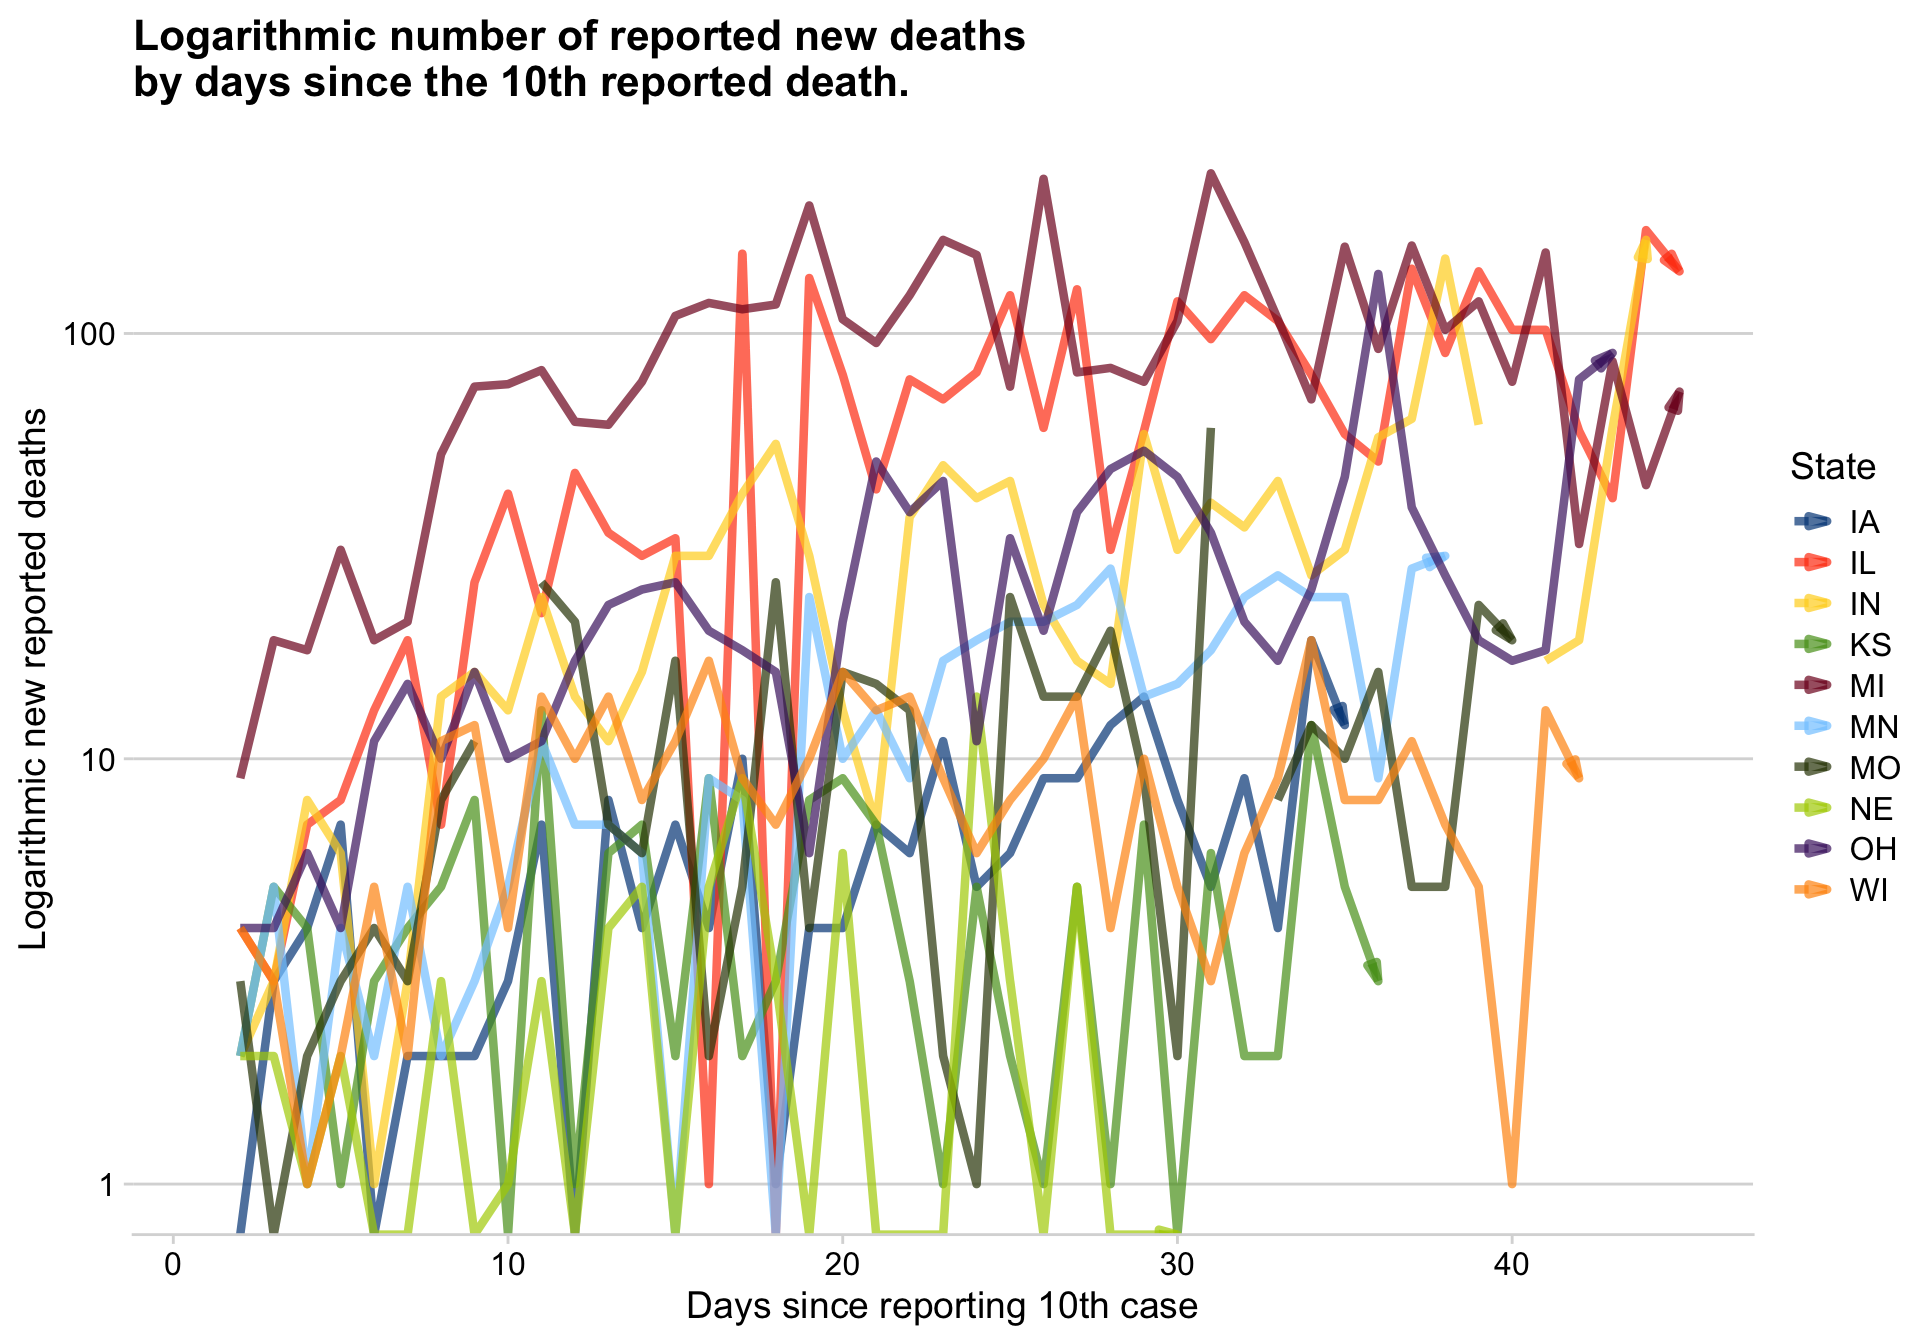 Logarithmic number of reported new deaths
by days since the 10th reported death.
Logarithmic new reported deaths
100
10
1
0 10 20 30 40
Days since reporting 10th case
State
IA
IL
IN
KS
MI
MN
MO
NE
OH
WI